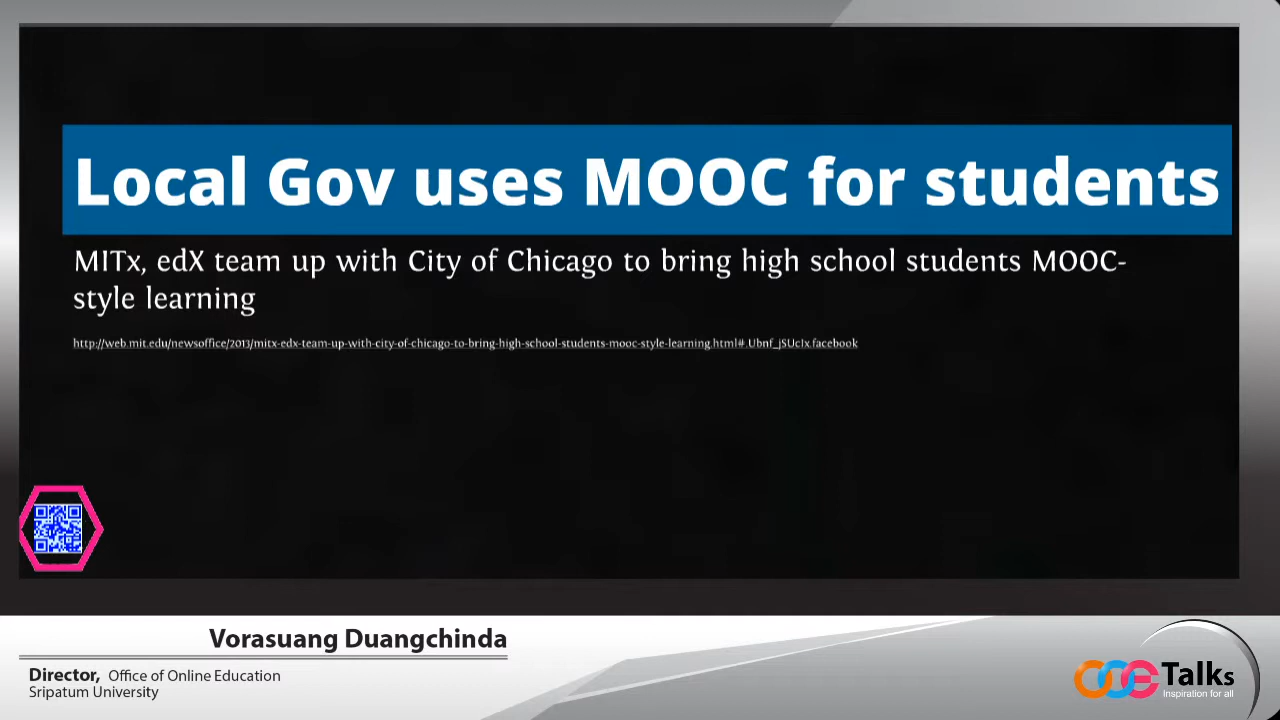 Local Gov uses MOOC for students
MITx, edX team up with City of Chicago to bring high school students MOOC-
style learning
http://web.mit.edu/newsoffice/2013/mitx-edx-team-up-with-city-of-chicago-to-bring-high-school-students-mooc-style-learning.html#.Ubnf_jSUcIx.facebook
Vorasuang Duangchinda
Director, Office of Online Education
Sripatum University
OOE Talks
Inspiration for all